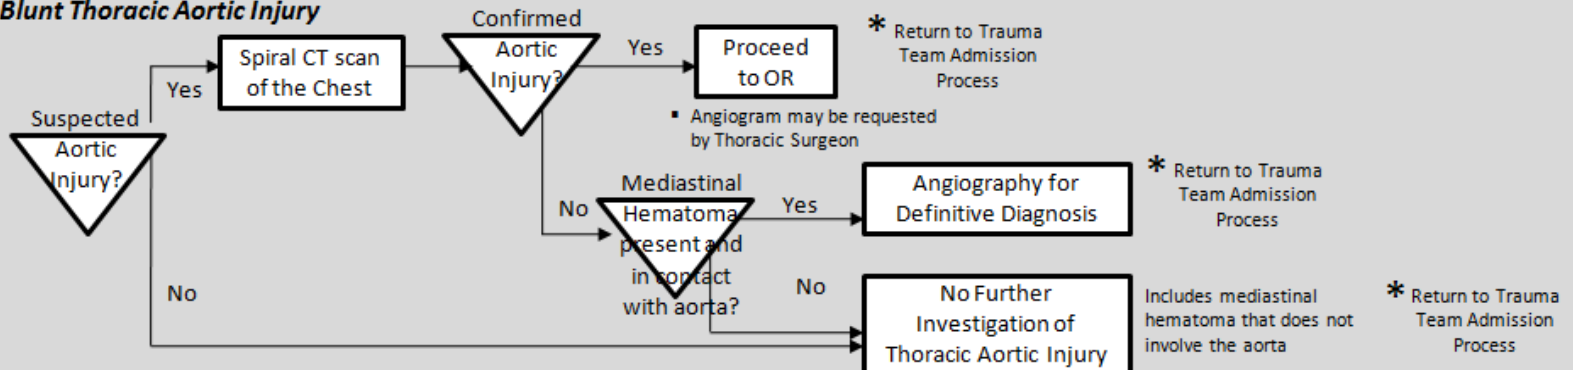 Blunt Thoracic Aortic Injury
Suspected
Aortic
Injury?
Yes
Spiral CT scan
of the Chest
Confirmed
Aortic
Injury?
Yes
Proceed
to OR
* Return to Trauma
Team Admission
Process
▪ Angiogram may be requested
by Thoracic Surgeon
No
Mediastinal
Hematoma
present and
in contact
with aorta?
Yes
Angiography for
Definitive Diagnosis
* Return to Trauma
Team Admission
Process
No
No
No Further
Investigation of
Thoracic Aortic Injury
Includes mediastinal
hematoma that does not
involve the aorta
* Return to Trauma
Team Admission
Process